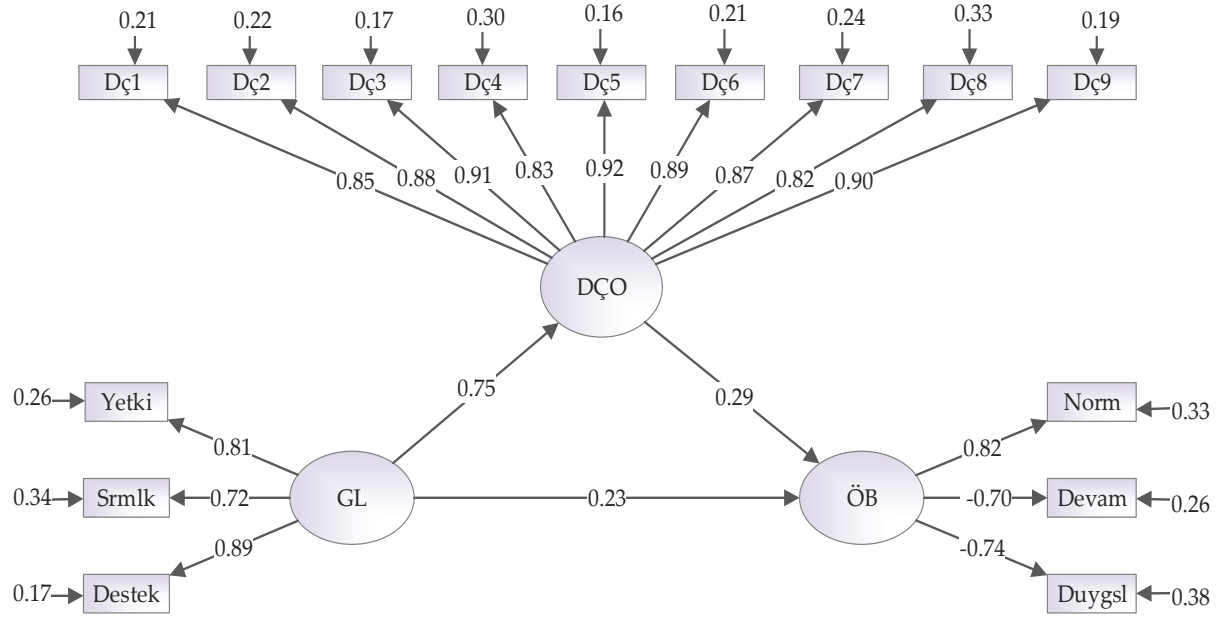 0.21 0.22 0.17 0.30 0.16 0.21 0.24 0.33 0.19
Dç1 Dç2 Dç3 Dç4 Dç5 Dç6 Dç7 Dç8 Dç9
0.85 0.88 0.91 0.83 0.92 0.89 0.87 0.82 0.90
DÇO
0.75 0.29
0.26 Yetki 0.81
0.34 Srmlk 0.72
0.17 Destek 0.89
GL 0.23 ÖB
0.82 Norm 0.33
-0.70 Devam 0.26
-0.74 Duygsl 0.38